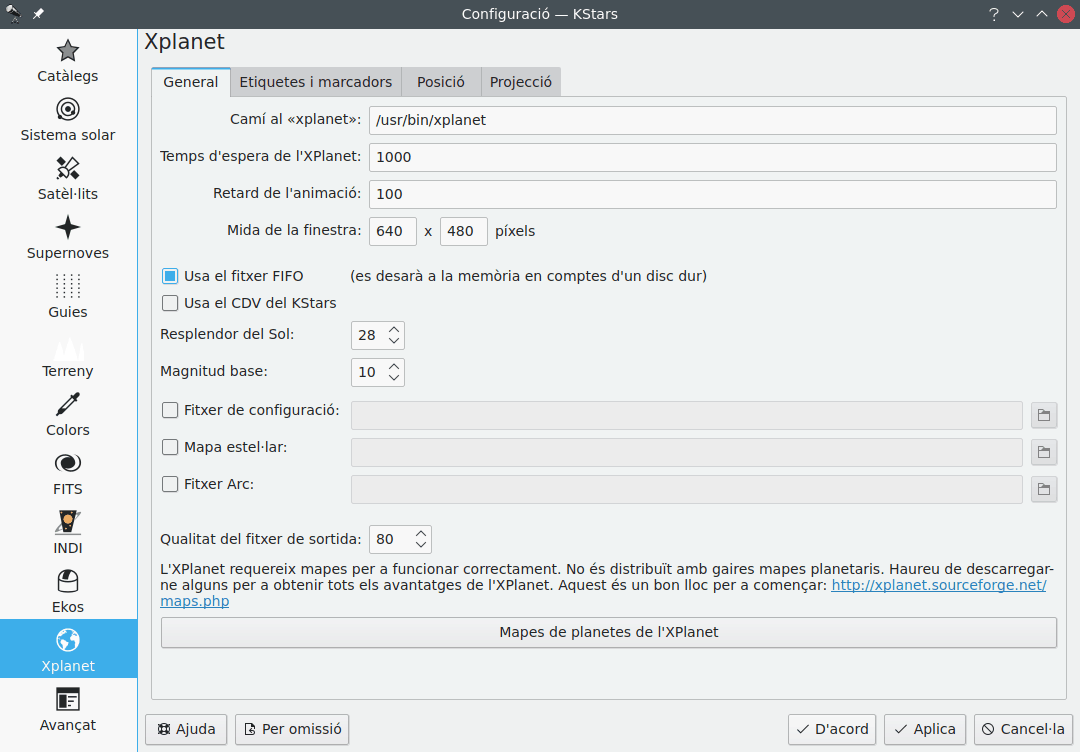 Configuració — KStars
Catàlegs
Sistema solar
Satèl·lits
Supernoves
Guies
Terreny
Colors
FITS
INDI
Ekos
Xplanet
Avançat
Xplanet
General Etiquetes i marcadors Posició Projecció
Camí al «xplanet»: /usr/bin/xplanet
Temps d'espera de l'XPlanet: 1000
Retard de l'animació: 100
Mida de la finestra: 640 x 480 píxels
Usa el fitxer FIFO (es desarà a la memòria en comptes d'un disc dur)
Usa el CDV del KStars
Resplendor del Sol: 28
Magnitud base: 10
Fitxer de configuració:
Mapa estel·lar:
Fitxer Arc:
Qualitat del fitxer de sortida: 80
L'XPlanet requereix mapes per a funcionar correctament. No és distribuït amb gaires mapes planetaris. Haureu de descarregar-
ne alguns per a obtenir tots els avantatges de l'XPlanet. Aquest és un bon lloc per a començar: http://xplanet.sourceforge.net/
maps.php
Mapes de planetes de l'XPlanet
Ajuda Per omissió D'acord Aplica Cancel·la